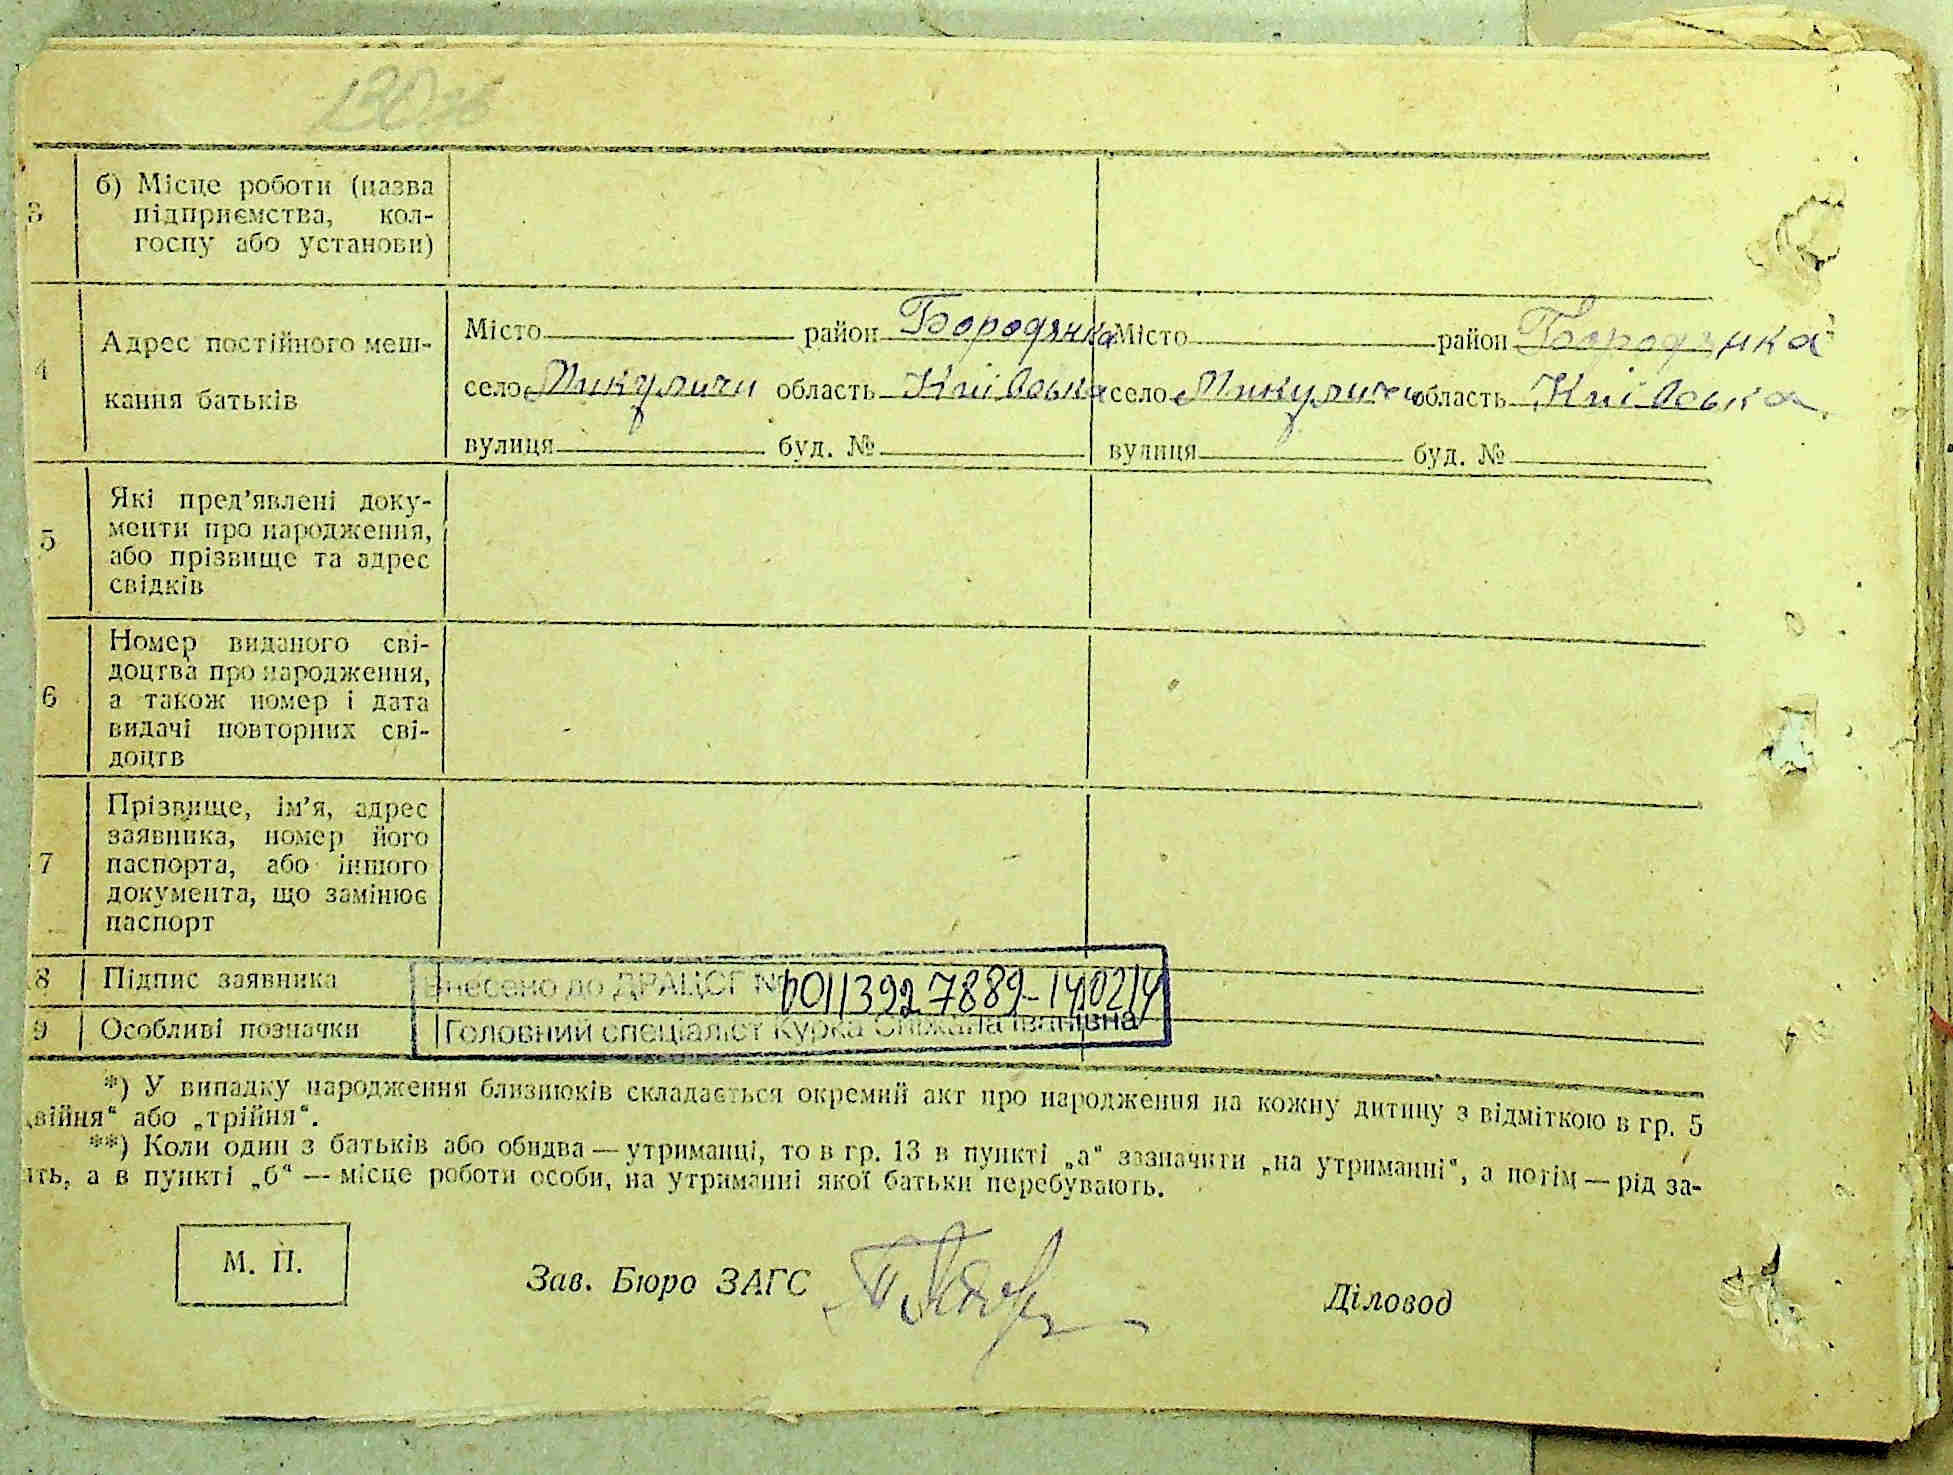 130
3 б) Місце роботи (назва
підприємства, кол-
госпу або установи)
4 Адрес постійного меш-
кання батьків
Місто район Бородянка Місто район Бородянка
село Микуличи область Київська село Микуличи область Київська
вулиця буд. № вулиця буд. №
5 Які пред’явлені доку-
менти про народження,
або прізвище та адрес
свідків
6 Номер виданого сві-
доцтва про народження,
а також номер і дата
видачі повторних сві-
доцтв
7 Прізвище, ім’я, адрес
заявника, номер його
паспорта, або іншого
документа, що замінює
паспорт
8 Підпис заявника
Внесено до ДРАЦСГ № 0011392 7889-140214
9 Особливі позначки
Головний спеціаліст Курка Сніжана Іванівна
*) У випадку народження близнюків складається окремий акт про народження на кожну дитину з відміткою в гр. 5
двійня“ або „трійня“.
**) Коли один з батьків або обидва — утриманці, то в гр. 13 в пункті „а“ зазначити „на утриманні“, а потім — рід за-
ть, а в пункті „б“ — місце роботи особи, на утриманні якої батьки перебувають.
М. П.
Зав. Бюро ЗАГС
Діловод